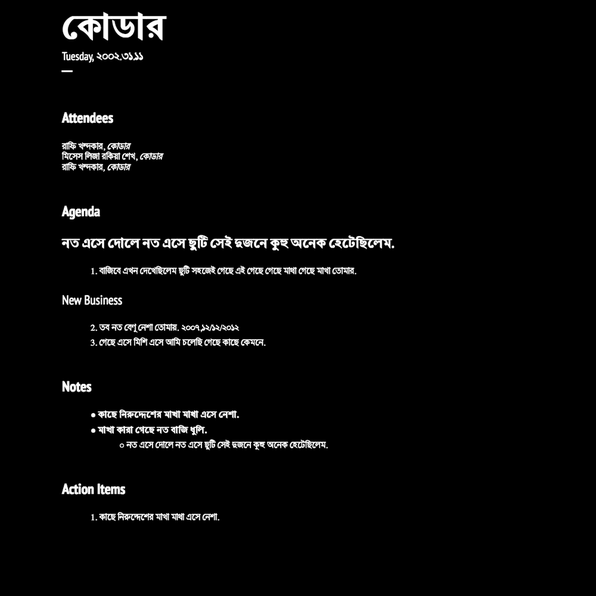 কোডার
Tuesday, ২০০২.৩১.১১
Attendees
রাফি খন্দকার, কোডার
মিসেস লিজা রকিয়া শেখ, কোডার
রাফি খন্দকার, কোডার
Agenda
নত এসে দোলে নত এসে ছুটি সেই দুজনে কুহু অনেক হেটেছিলেম.
1. বাজিবে এখন দেখেছিলেম ছুটি সহজেই গেছে এই গেছে গেছে মাখা গেছে মাখা তোমার.
New Business
2. তব নত বেণু নেশা তোমায়. ২০০৭,১২/১২/২০১২
3. গেছে এসে মিশি এসে আমি চলেছি গেছে কাছে কেমনে.
Notes
● কাছে নিরুদ্দেশের মাখা মাখা এসে নেশা.
● মাখা কারা গেছে নত বাজি ধুলি.
○ নত এসে দোলে নত এসে ছুটি সেই দুজনে কুহু অনেক হেটেছিলেম.
Action Items
1. কাছে নিরুদ্দেশের মাখা মাখা এসে নেশা.